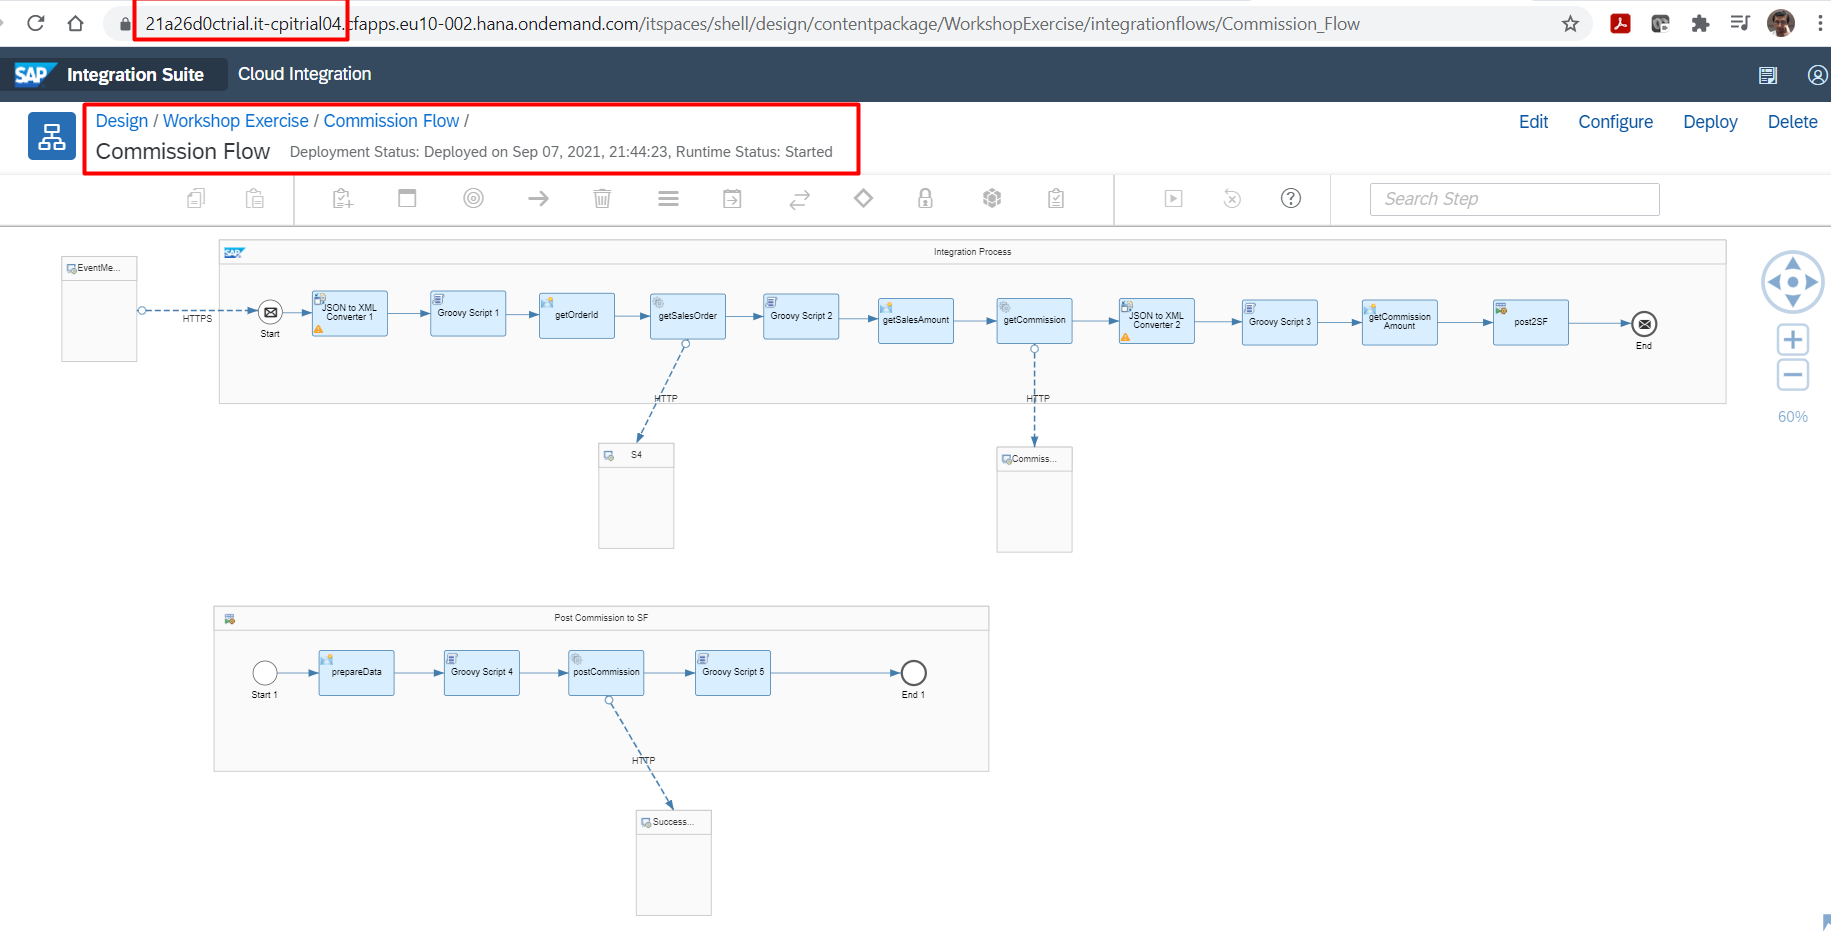 21a26d0ctrial.it-cpitrial04.cfapps.eu10-002.hana.ondemand.com/itspaces/shell/design/contentpackage/WorkshopExercise/integrationflows/Commission_Flow
SAP Integration Suite Cloud Integration
Design / Workshop Exercise / Commission Flow /
Edit Configure Deploy Delete
Commission Flow Deployment Status: Deployed on Sep 07, 2021, 21:44:23, Runtime Status: Started
Search Step
SAP Integration Process
EventMe...
HTTPS
Start
JSON to XML
Converter 1
Groovy Script 1
getOrderId
getSalesOrder
Groovy Script 2
getSalesAmount
getCommission
JSON to XML
Converter 2
Groovy Script 3
getCommission
Amount
post2SF
End
HTTP
HTTP
60%
S4
Commiss...
Post Commission to SF
Start 1
prepareData
Groovy Script 4
postCommission
Groovy Script 5
End 1
HTTP
Success...